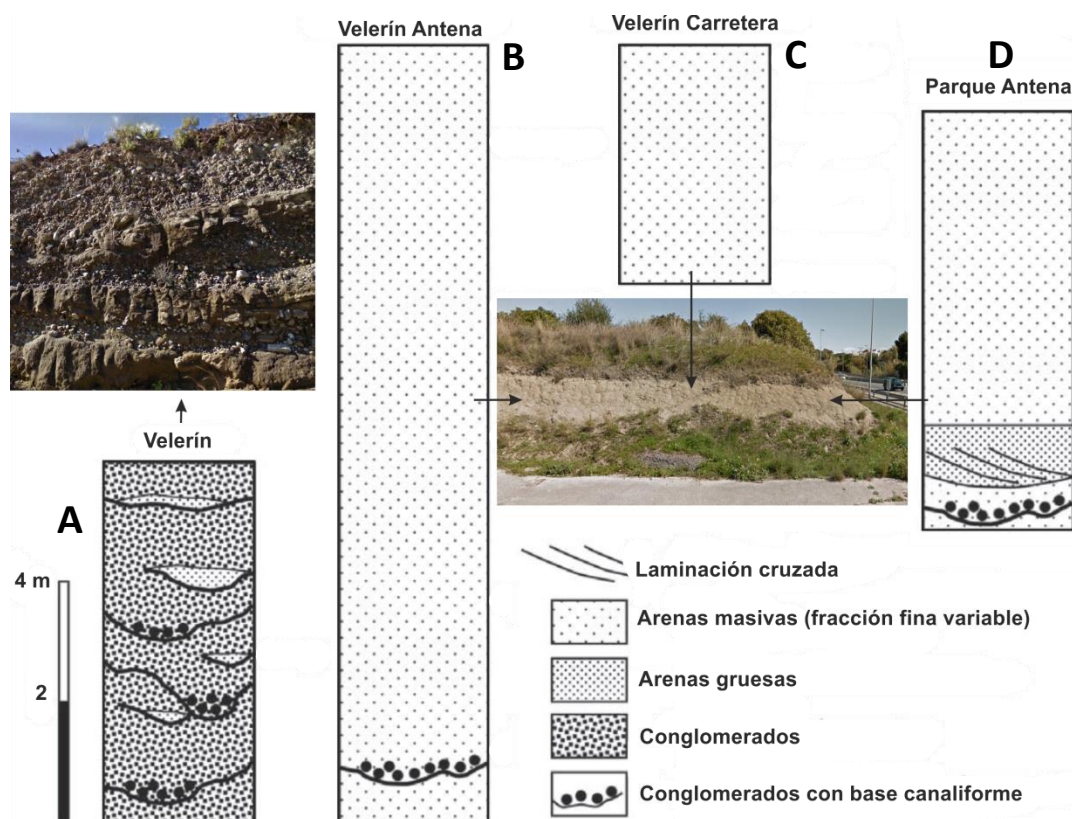 Velerín Antena
B
Velerín Carretera
C
D
Parque Antena
Velerín
A
4 m
2
Laminación cruzada
Arenas masivas (fracción fina variable)
Arenas gruesas
Conglomerados
Conglomerados con base canaliforme